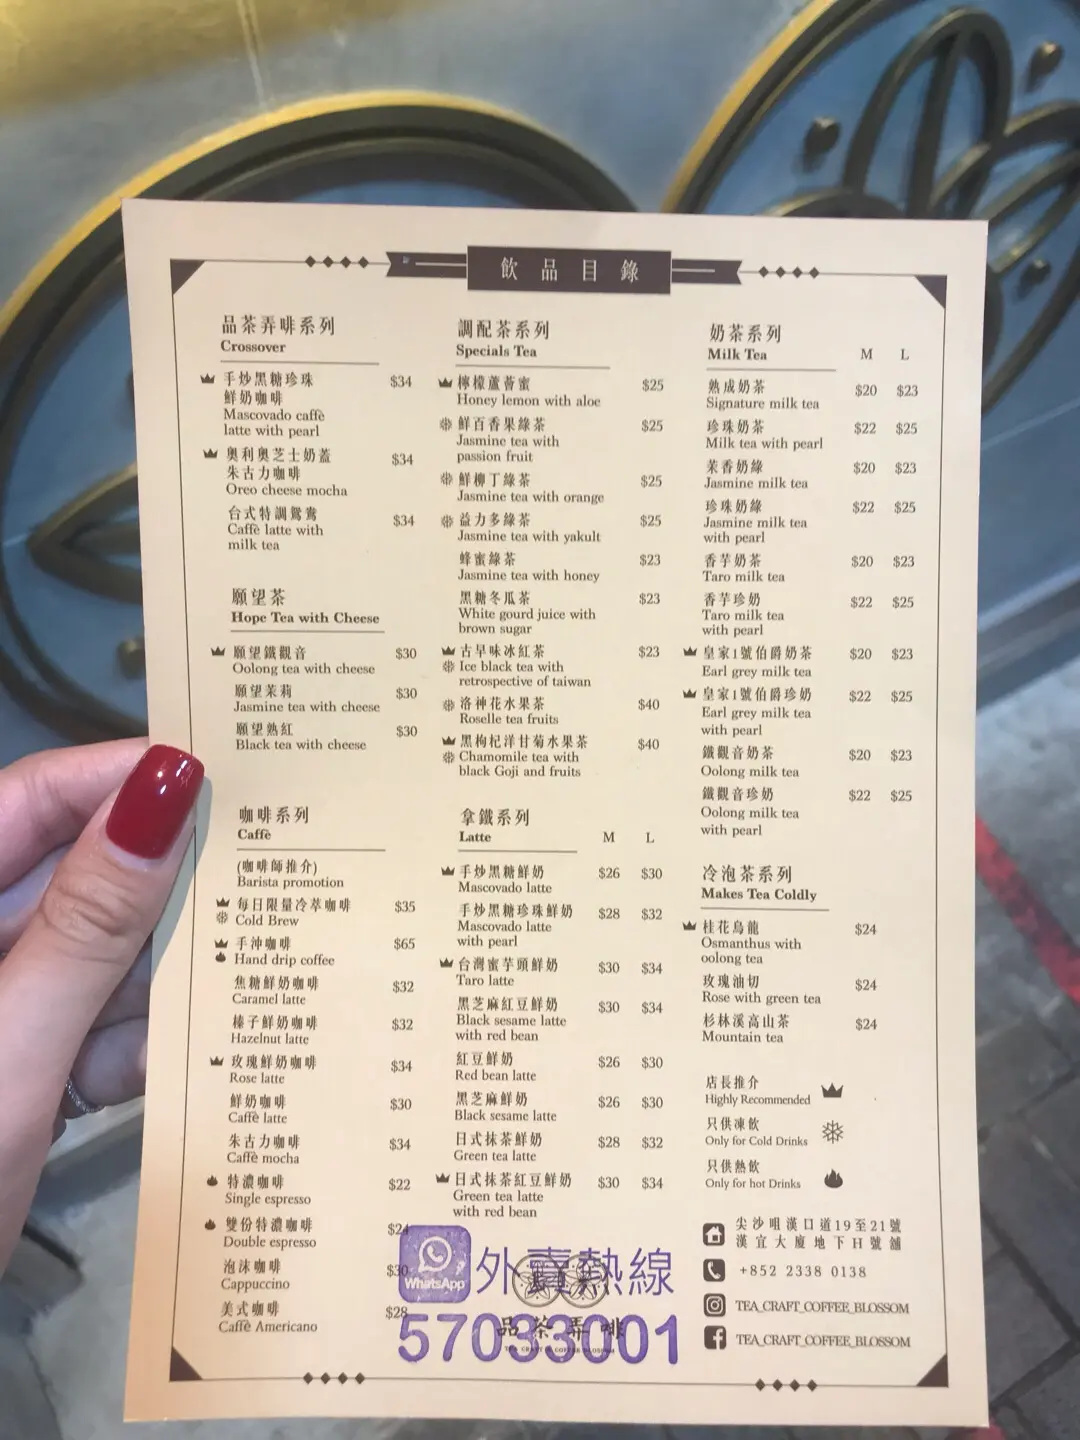 飲品目錄
品茶弄啡系列
Crossover
手炒黑糖珍珠 $34
鮮奶咖啡
Mascovado caffè
latte with pearl
奧利奧芝士奶蓋 $34
朱古力咖啡
Oreo cheese mocha
台式特調鴛鴦 $34
Caffè latte with
milk tea
願望茶
Hope Tea with Cheese
願望鐵觀音 $30
Oolong tea with cheese
願望茉莉 $30
Jasmine tea with cheese
願望熟紅 $30
Black tea with cheese
咖啡系列
Caffè
(咖啡師推介)
Barista promotion
每日限量冷萃咖啡 $35
Cold Brew
手沖咖啡 $65
Hand drip coffee
焦糖鮮奶咖啡 $32
Caramel latte
榛子鮮奶咖啡 $32
Hazelnut latte
玫瑰鮮奶咖啡 $34
Rose latte
鮮奶咖啡 $30
Caffè latte
朱古力咖啡 $34
Caffè mocha
特濃咖啡 $22
Single espresso
雙份特濃咖啡 $24
Double espresso
泡沫咖啡 $30
Cappuccino
美式咖啡 $28
Caffè Americano
調配茶系列
Specials Tea
檸檬蘆薈蜜 $25
Honey lemon with aloe
鮮百香果綠茶 $25
Jasmine tea with
passion fruit
鮮柳丁綠茶 $25
Jasmine tea with orange
益力多綠茶 $25
Jasmine tea with yakult
蜂蜜綠茶 $23
Jasmine tea with honey
黑糖冬瓜茶 $23
White gourd juice with
brown sugar
古早味冰紅茶 $23
Ice black tea with
retrospective of taiwan
洛神花水果茶 $40
Roselle tea fruits
黑枸杞洋甘菊水果茶 $40
Chamomile tea with
black Goji and fruits
拿鐵系列
Latte M L
手炒黑糖鮮奶 $26 $30
Mascovado latte
手炒黑糖珍珠鮮奶 $28 $32
Mascovado latte
with pearl
台灣蜜芋頭鮮奶 $30 $34
Taro latte
黑芝麻紅豆鮮奶 $30 $34
Black sesame latte
with red bean
紅豆鮮奶 $26 $30
Red bean latte
黑芝麻鮮奶 $26 $30
Black sesame latte
日式抹茶鮮奶 $28 $32
Green tea latte
日式抹茶紅豆鮮奶 $30 $34
Green tea latte
with red bean
WhatsApp 外賣熱線
57033001
品茶弄啡
TEA CRAFT & COFFEE BLOSSOM
奶茶系列
Milk Tea M L
熟成奶茶 $20 $23
Signature milk tea
珍珠奶茶 $22 $25
Milk tea with pearl
茉香奶綠 $20 $23
Jasmine milk tea
珍珠奶綠 $22 $25
Jasmine milk tea
with pearl
香芋奶茶 $20 $23
Taro milk tea
香芋珍奶 $22 $25
Taro milk tea
with pearl
皇家1號伯爵奶茶 $20 $23
Earl grey milk tea
皇家1號伯爵珍奶 $22 $25
Earl grey milk tea
with pearl
鐵觀音奶茶 $20 $23
Oolong milk tea
鐵觀音珍奶 $22 $25
Oolong milk tea
with pearl
冷泡茶系列
Makes Tea Coldly
桂花烏龍 $24
Osmanthus with
oolong tea
玫瑰油切 $24
Rose with green tea
杉林溪高山茶 $24
Mountain tea
店長推介
Highly Recommended
只供凍飲
Only for Cold Drinks
只供熱飲
Only for hot Drinks
尖沙咀漢口道19至21號
漢宜大廈地下H號舖
+852 2338 0138
TEA_CRAFT_COFFEE_BLOSSOM
TEA_CRAFT_COFFEE_BLOSSOM